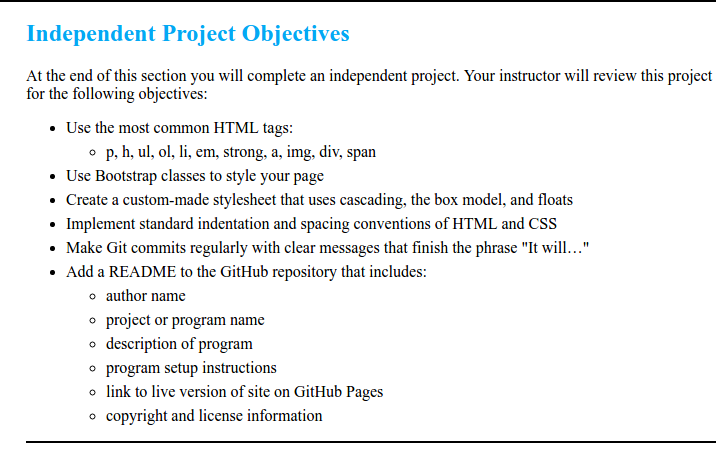 Independent Project Objectives
At the end of this section you will complete an independent project. Your instructor will review this project
for the following objectives:
Use the most common HTML tags:
p, h, ul, ol, li, em, strong, a, img, div, span
Use Bootstrap classes to style your page
Create a custom-made stylesheet that uses cascading, the box model, and floats
Implement standard indentation and spacing conventions of HTML and CSS
Make Git commits regularly with clear messages that finish the phrase "It will…"
Add a README to the GitHub repository that includes:
author name
project or program name
description of program
program setup instructions
link to live version of site on GitHub Pages
copyright and license information